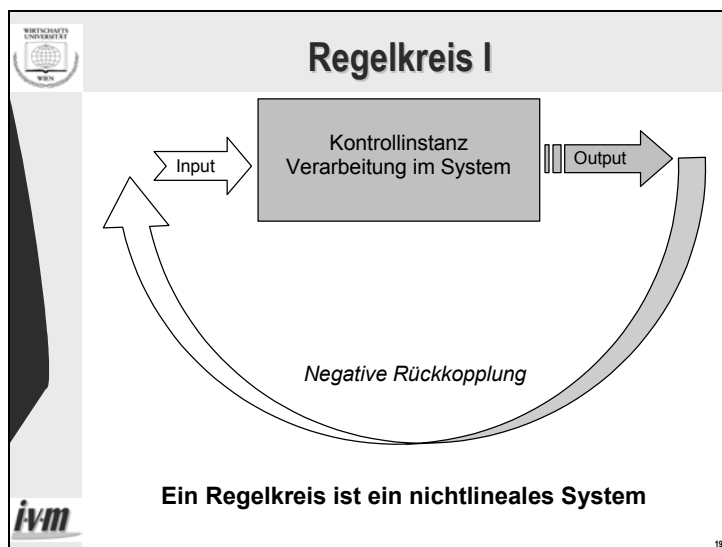 WIRTSCHAFTS
UNIVERSITÄT
WIEN
Regelkreis I
Input
Kontrollinstanz
Verarbeitung im System
Output
Negative Rückkopplung
Ein Regelkreis ist ein nichtlineales System
i·v·m
19